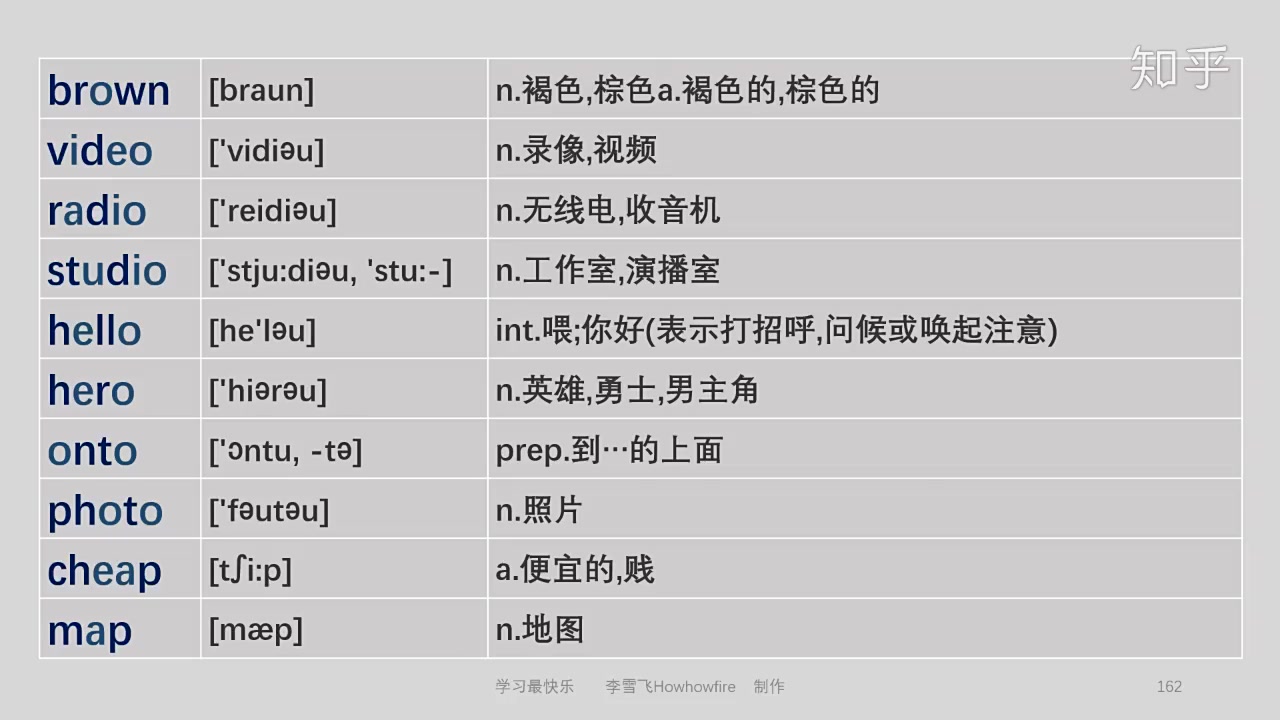 知乎
brown [braun] n.褐色,棕色a.褐色的,棕色的
video ['vidiəu] n.录像,视频
radio ['reidiəu] n.无线电,收音机
studio ['stju:diəu, 'stu:-] n.工作室,演播室
hello [he'ləu] int.喂;你好(表示打招呼,问候或唤起注意)
hero ['hiərəu] n.英雄,勇士,男主角
onto ['ɔntu, -tə] prep.到…的上面
photo ['fəutəu] n.照片
cheap [tʃi:p] a.便宜的,贱
map [mæp] n.地图
学习最快乐 李雪飞Howhowfire 制作 162